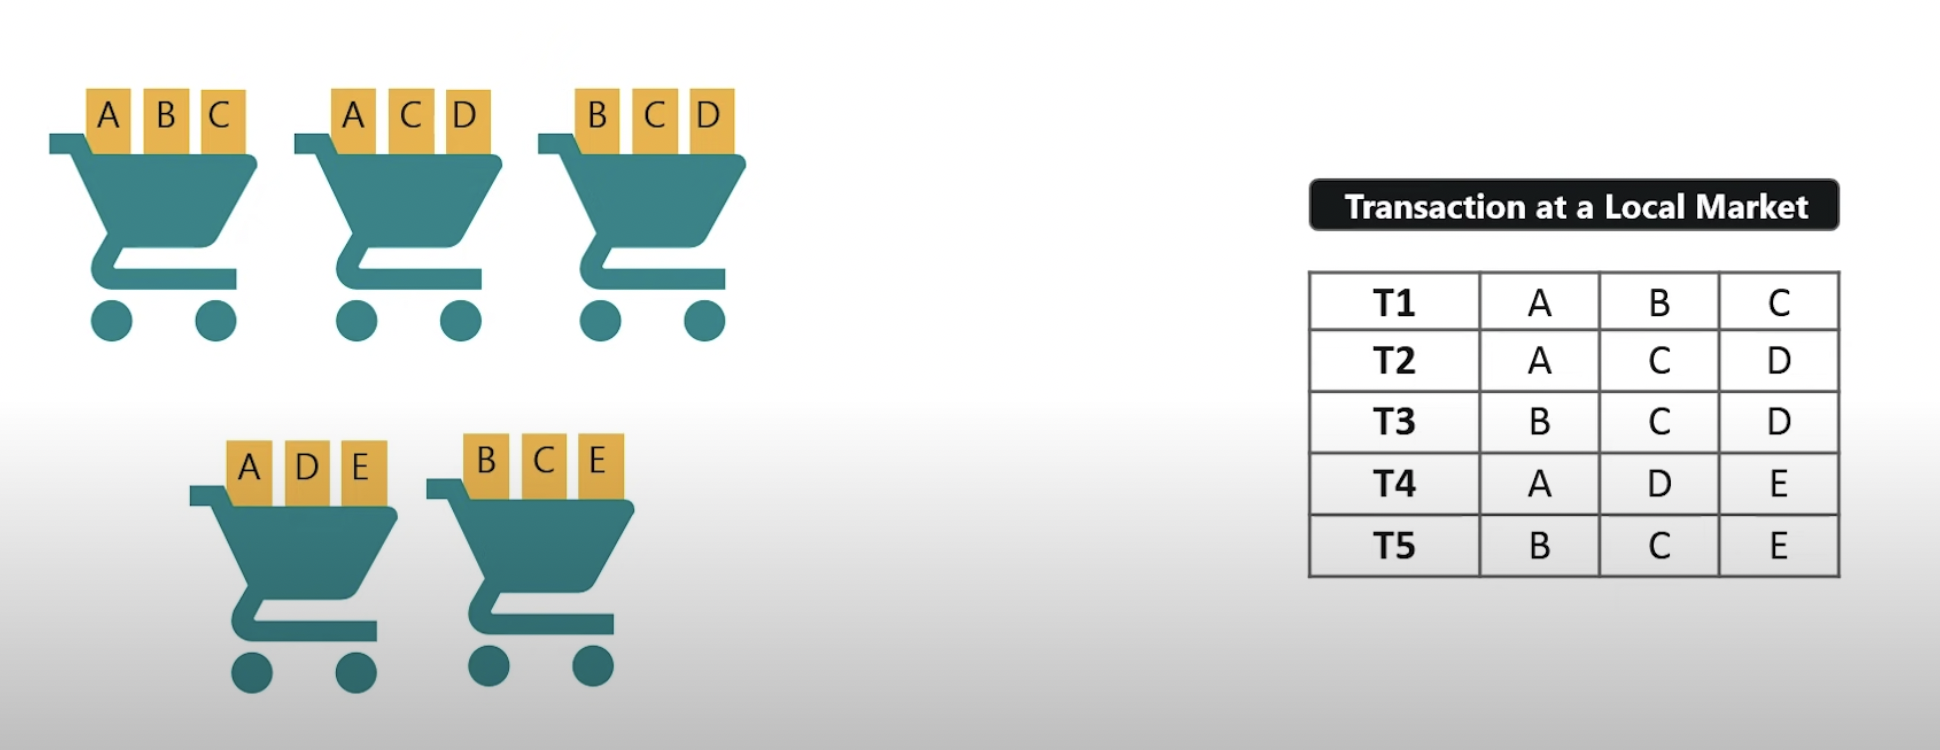 A B C
A C D
B C D
A D E
B C E
Transaction at a Local Market
T1 A B C
T2 A C D
T3 B C D
T4 A D E
T5 B C E